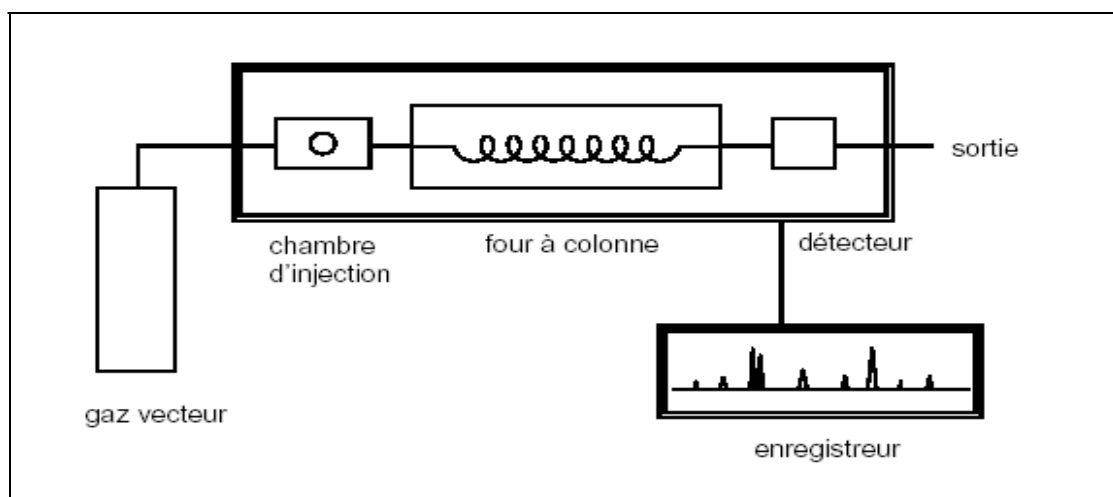 sortie
chambre
d'injection
four à colonne
détecteur
gaz vecteur
enregistreur